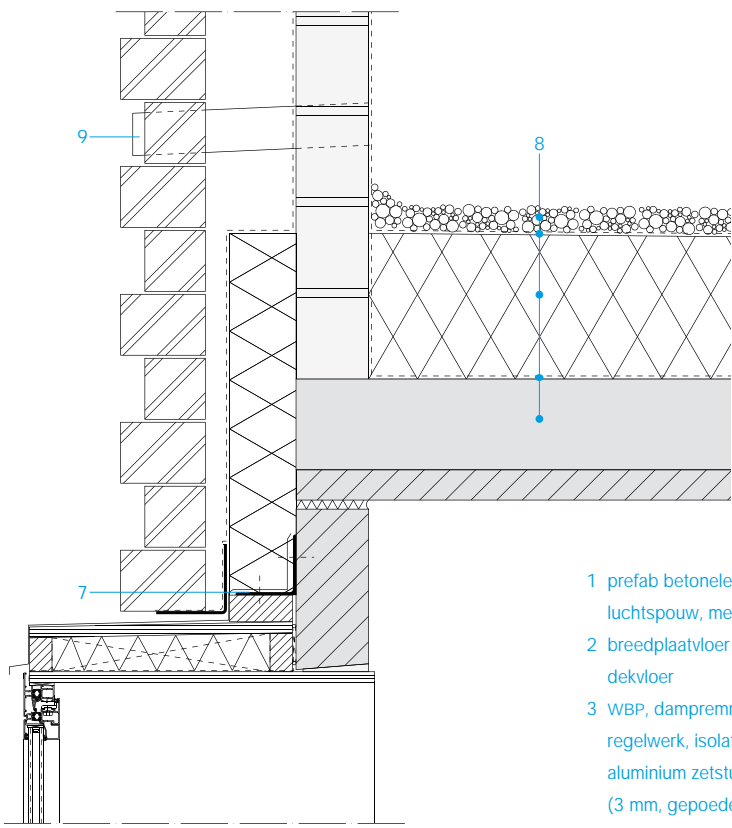 9
8
7
1 prefab betonele
luchtspouw, me
2 breedplaatvloer
dekvloer
3 WBP, dampremr
regelwerk, isolat
aluminium zetstu
(3 mm, gepoede